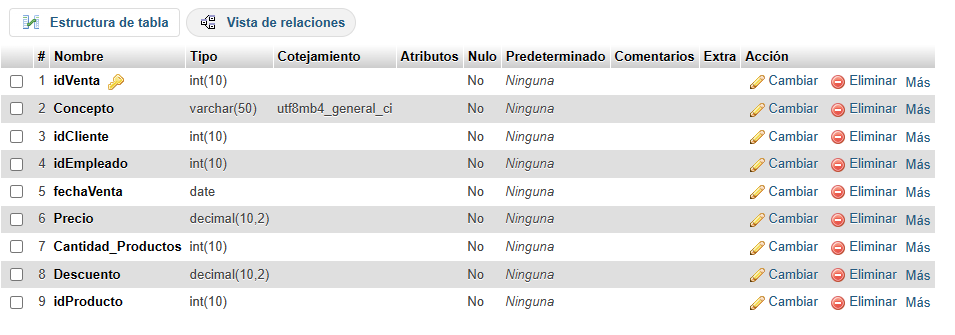 Estructura de tabla Vista de relaciones
# Nombre Tipo Cotejamiento Atributos Nulo Predeterminado Comentarios Extra Acción
1 idVenta int(10) No Ninguna Cambiar Eliminar Más
2 Concepto varchar(50) utf8mb4_general_ci No Ninguna Cambiar Eliminar Más
3 idCliente int(10) No Ninguna Cambiar Eliminar Más
4 idEmpleado int(10) No Ninguna Cambiar Eliminar Más
5 fechaVenta date No Ninguna Cambiar Eliminar Más
6 Precio decimal(10,2) No Ninguna Cambiar Eliminar Más
7 Cantidad_Productos int(10) No Ninguna Cambiar Eliminar Más
8 Descuento decimal(10,2) No Ninguna Cambiar Eliminar Más
9 idProducto int(10) No Ninguna Cambiar Eliminar Más